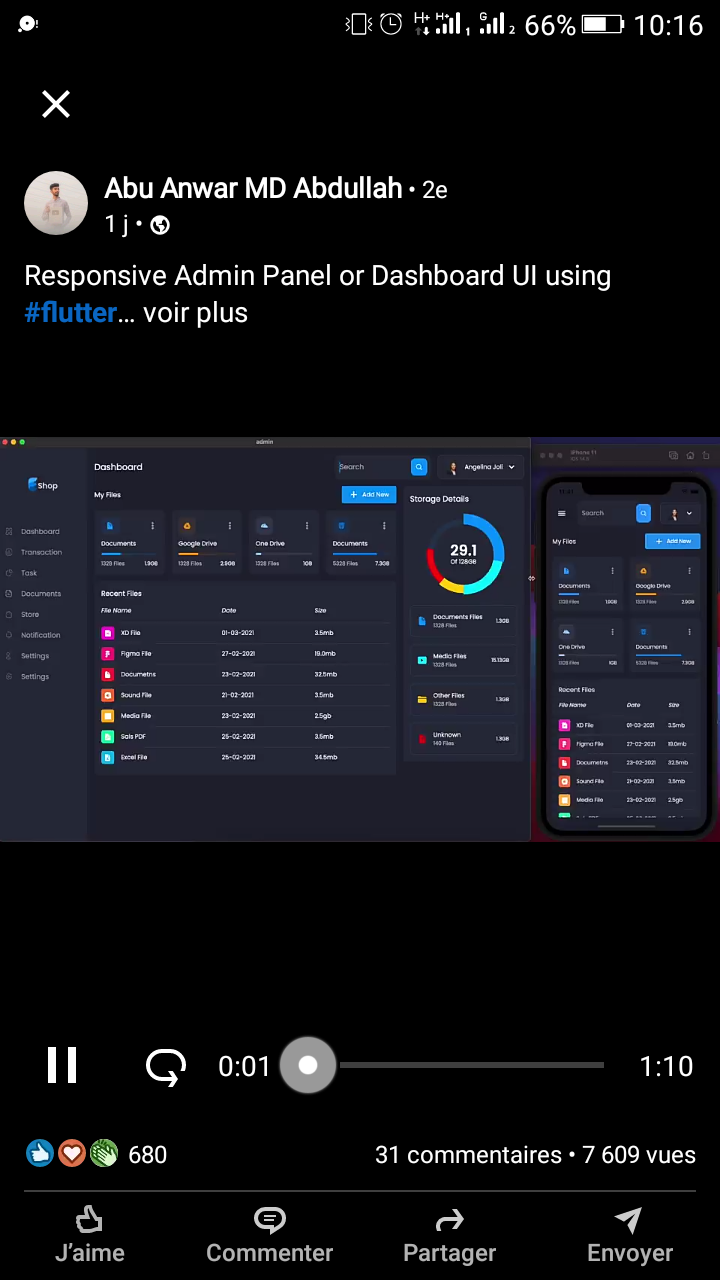 H+ H+ 1 G 2 66% 10:16
Abu Anwar MD Abdullah • 2e
1 j •
Responsive Admin Panel or Dashboard UI using
#flutter... voir plus
admin
Shop
Dashboard
Transaction
Task
Documents
Store
Notification
Settings
Settings
Dashboard
Search
Angelina Joli
My Files
+ Add New
Documents
1328 Files 1.9GB
Google Drive
1328 Files 2.9GB
One Drive
1328 Files 1GB
Documents
5328 Files 7.3GB
Recent Files
File Name Date Size
XD File 01-03-2021 3.5mb
Figma File 27-02-2021 19.0mb
Documetns 23-02-2021 32.5mb
Sound File 21-02-2021 3.5mb
Media File 23-02-2021 2.5gb
Sals PDF 25-02-2021 3.5mb
Excel File 25-02-2021 34.5mb
Storage Details
29.1
Of 128GB
Documents Files 1.3GB
1328 Files
Media Files 15.13GB
1328 Files
Other Files 1.3GB
1328 Files
Unknown 1.3GB
140 Files
iPhone 11
Search
My Files
+ Add New
Documents
1328 Files 1.9GB
Google Drive
1328 Files 2.9GB
One Drive
1328 Files 1GB
Documents
5328 Files 7.3GB
Recent Files
File Name Date Size
XD File 01-03-2021 3.5mb
Figma File 27-02-2021 19.0mb
Documetns 23-02-2021 32.5mb
Sound File 21-02-2021 3.5mb
Media File 23-02-2021 2.5gb
0:01 1:10
680 31 commentaires • 7 609 vues
J'aime Commenter Partager Envoyer